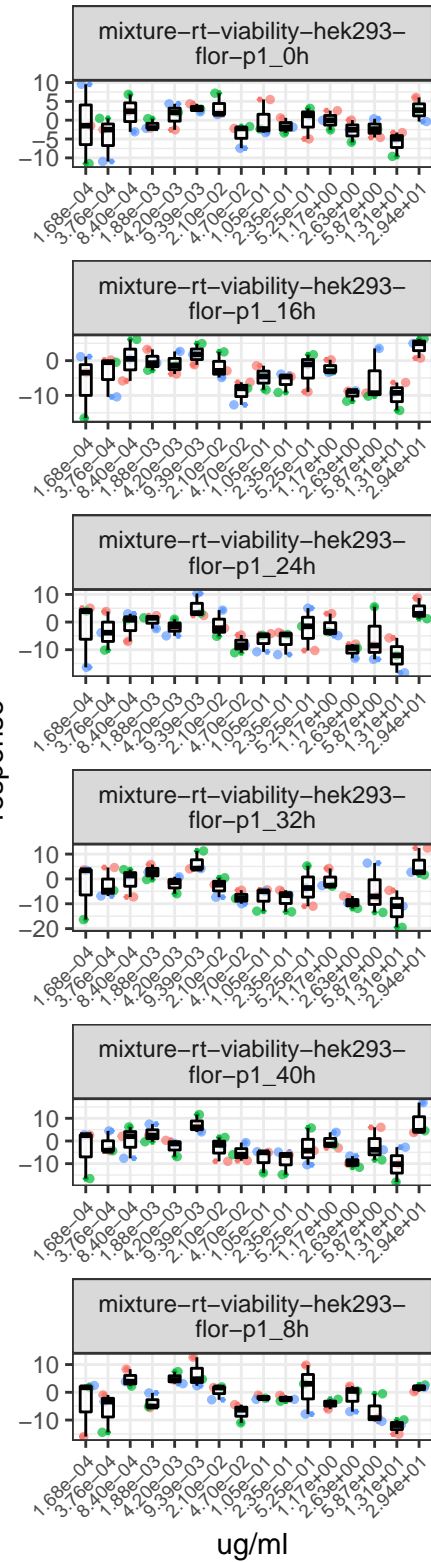 mixture−rt−viability−hek293−
flor−p1_0h
10
5
0
−5
−10
1.68e−04
3.76e−04
8.40e−04
1.88e−03
4.20e−03
9.39e−03
2.10e−02
4.70e−02
1.05e−01
2.35e−01
5.25e−01
1.17e+00
2.63e+00
5.87e+00
1.31e+01
2.94e+01
mixture−rt−viability−hek293−
flor−p1_16h
0
−10
1.68e−04
3.76e−04
8.40e−04
1.88e−03
4.20e−03
9.39e−03
2.10e−02
4.70e−02
1.05e−01
2.35e−01
5.25e−01
1.17e+00
2.63e+00
5.87e+00
1.31e+01
2.94e+01
mixture−rt−viability−hek293−
flor−p1_24h
10
0
−10
1.68e−04
3.76e−04
8.40e−04
1.88e−03
4.20e−03
9.39e−03
2.10e−02
4.70e−02
1.05e−01
2.35e−01
5.25e−01
1.17e+00
2.63e+00
5.87e+00
1.31e+01
2.94e+01
mixture−rt−viability−hek293−
flor−p1_32h
10
0
−10
−20
1.68e−04
3.76e−04
8.40e−04
1.88e−03
4.20e−03
9.39e−03
2.10e−02
4.70e−02
1.05e−01
2.35e−01
5.25e−01
1.17e+00
2.63e+00
5.87e+00
1.31e+01
2.94e+01
mixture−rt−viability−hek293−
flor−p1_40h
10
0
−10
1.68e−04
3.76e−04
8.40e−04
1.88e−03
4.20e−03
9.39e−03
2.10e−02
4.70e−02
1.05e−01
2.35e−01
5.25e−01
1.17e+00
2.63e+00
5.87e+00
1.31e+01
2.94e+01
mixture−rt−viability−hek293−
flor−p1_8h
10
0
−10
1.68e−04
3.76e−04
8.40e−04
1.88e−03
4.20e−03
9.39e−03
2.10e−02
4.70e−02
1.05e−01
2.35e−01
5.25e−01
1.17e+00
2.63e+00
5.87e+00
1.31e+01
2.94e+01
ug/ml